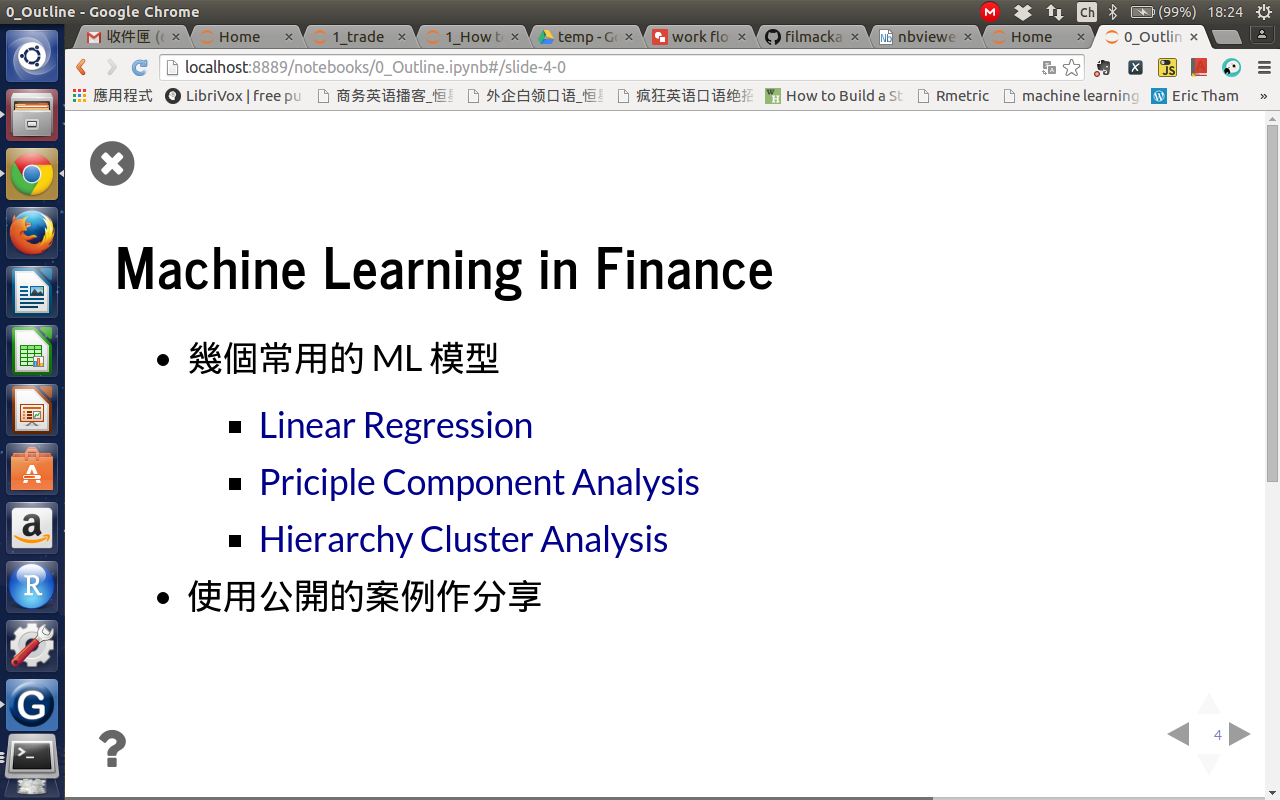 0_Outline - Google Chrome
Ch
(99%)
18:24
收件匣
Home
1_trade
1_How to
temp - Go
work flo
filmacka
nbviewe
Home
0_Outlin
localhost:8889/notebooks/0_Outline.ipynb#/slide-4-0
JS
應用程式
LibriVox | free pu
商务英语播客_恒
外企白领口语_恒
疯狂英语口语绝招
How to Build a St
Rmetric
machine learning
Eric Tham
»
Machine Learning in Finance
幾個常用的 ML 模型
Linear Regression
Priciple Component Analysis
Hierarchy Cluster Analysis
使用公開的案例作分享
?
4